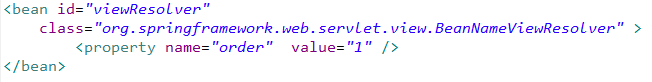 <bean id="viewResolver"
    class="org.springframework.web.servlet.view.BeanNameViewResolver" >
        <property name="order"  value="1" />
</bean>